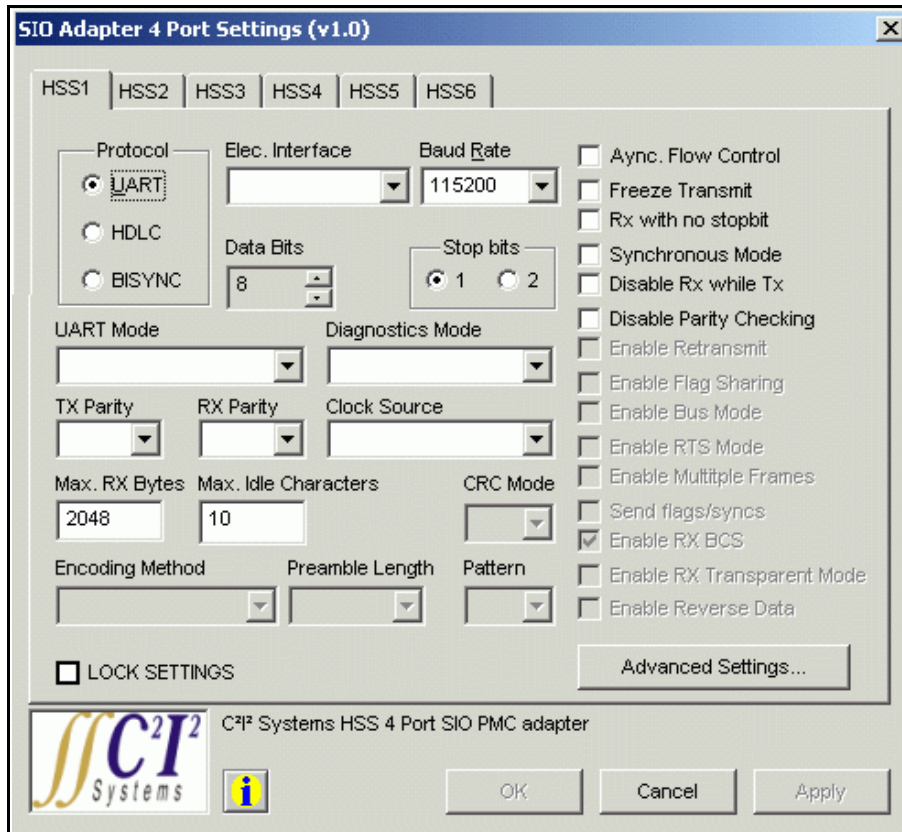 SIO Adapter 4 Port Settings (v1.0)
HSS1 HSS2 HSS3 HSS4 HSS5 HSS6
Protocol
UART
HDLC
BISYNC
Elec. Interface
Baud Rate
115200
Data Bits
8
Stop bits
1 2
UART Mode
Diagnostics Mode
TX Parity
RX Parity
Clock Source
Max. RX Bytes
2048
Max. Idle Characters
10
CRC Mode
Encoding Method
Preamble Length
Pattern
LOCK SETTINGS
Aync. Flow Control
Freeze Transmit
Rx with no stopbit
Synchronous Mode
Disable Rx while Tx
Disable Parity Checking
Enable Retransmit
Enable Flag Sharing
Enable Bus Mode
Enable RTS Mode
Enable Multitple Frames
Send flags/syncs
Enable RX BCS
Enable RX Transparent Mode
Enable Reverse Data
Advanced Settings...
C²I²
Systems
C²I² Systems HSS 4 Port SIO PMC adapter
i
OK
Cancel
Apply